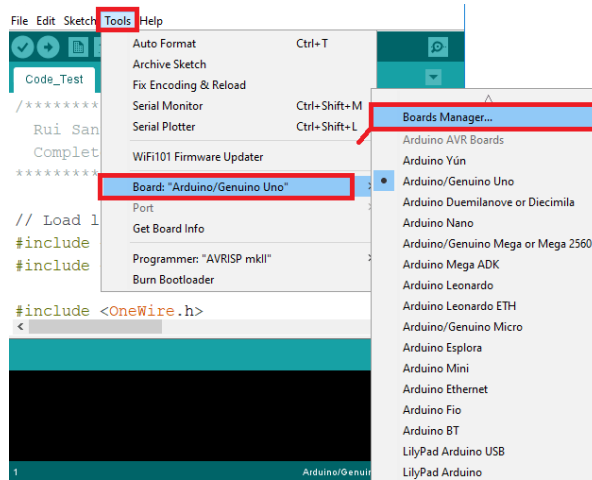 File Edit Sketch Tools Help
Code_Test
/********
Rui San
Complet
*********
// Load l
#include
#include
#include <OneWire.h>
Auto Format Ctrl+T
Archive Sketch
Fix Encoding & Reload
Serial Monitor Ctrl+Shift+M
Serial Plotter Ctrl+Shift+L
WiFi101 Firmware Updater
Board: "Arduino/Genuino Uno"
Port
Get Board Info
Programmer: "AVRISP mkII"
Burn Bootloader
Boards Manager...
Arduino AVR Boards
Arduino Yún
Arduino/Genuino Uno
Arduino Duemilanove or Diecimila
Arduino Nano
Arduino/Genuino Mega or Mega 2560
Arduino Mega ADK
Arduino Leonardo
Arduino Leonardo ETH
Arduino/Genuino Micro
Arduino Esplora
Arduino Mini
Arduino Ethernet
Arduino Fio
Arduino BT
LilyPad Arduino USB
LilyPad Arduino
1 Arduino/Genuin